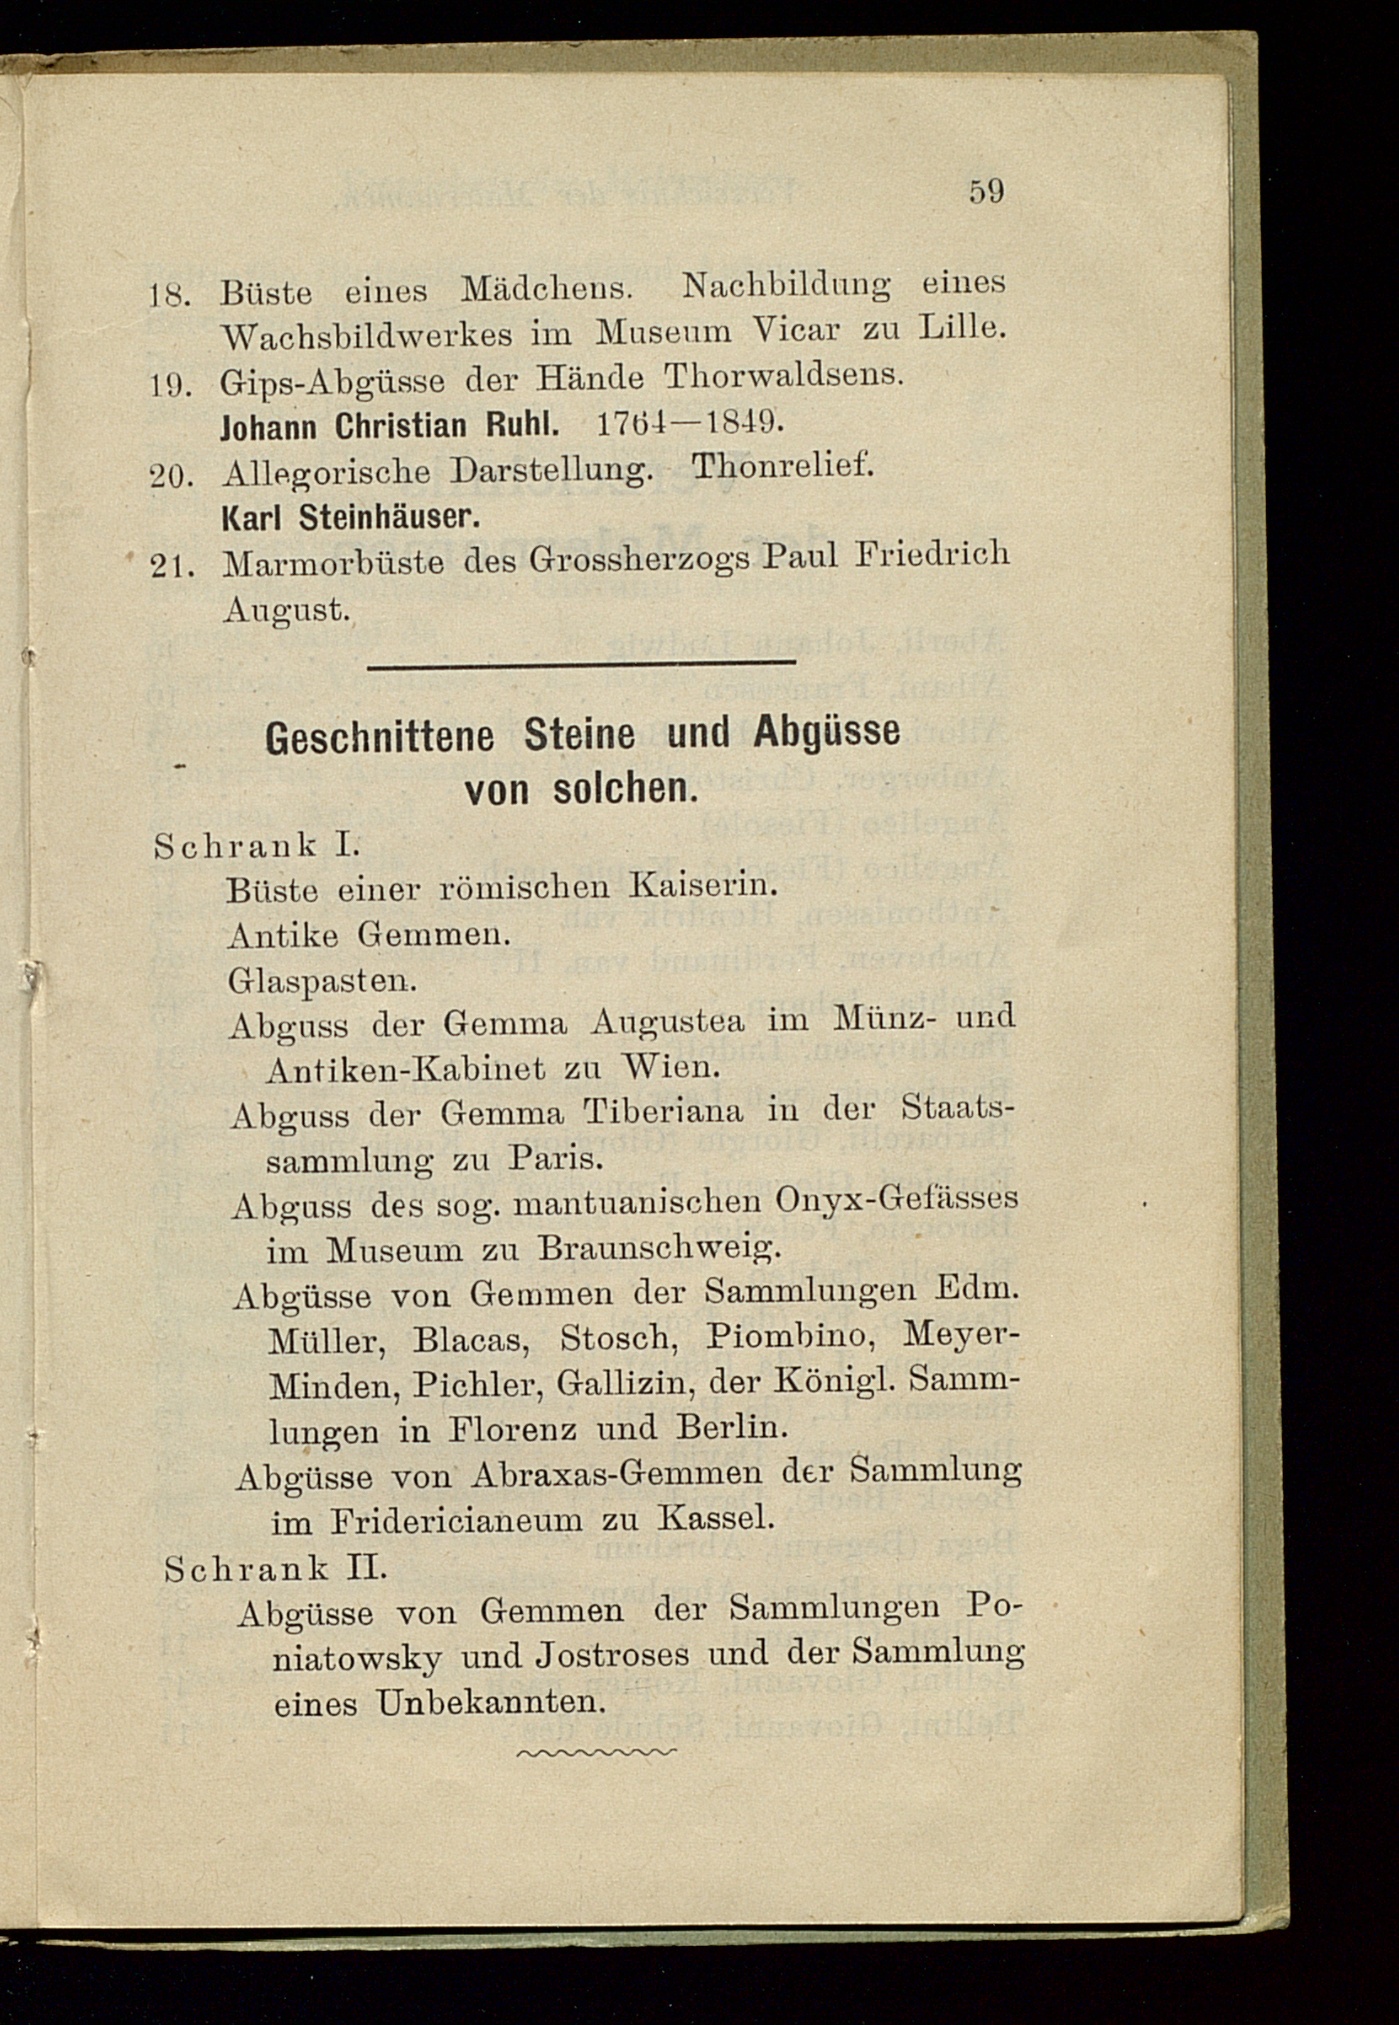 59
18. Büste eines Mädchens. Nachbildung eines
Wachsbildwerkes im Museum Vicar zu Lille.
19. Gips-Abgüsse der Hände Thorwaldsens.
Johann Christian Ruhl. 1764—1849.
20. Allegorische Darstellung. Thonrelief.
Karl Steinhäuser.
21. Marmorbüste des Grossherzogs Paul Friedrich
August.
Geschnittene Steine und Abgüsse
von solchen.
Schrank I.
Büste einer römischen Kaiserin.
Antike Gemmen.
Glaspasten.
Abguss der Gemma Augustea im Münz- und
Antiken-Kabinet zu Wien.
Abguss der Gemma Tiberiana in der Staats-
sammlung zu Paris.
Abguss des sog. mantuanischen Onyx-Gefässes
im Museum zu Braunschweig.
Abgüsse von Gemmen der Sammlungen Edm.
Müller, Blacas, Stosch, Piombino, Meyer-
Minden, Pichler, Gallizin, der Königl. Samm-
lungen in Florenz und Berlin.
Abgüsse von Abraxas-Gemmen der Sammlung
im Fridericianeum zu Kassel.
Schrank II.
Abgüsse von Gemmen der Sammlungen Po-
niatowsky und Jostroses und der Sammlung
eines Unbekannten.